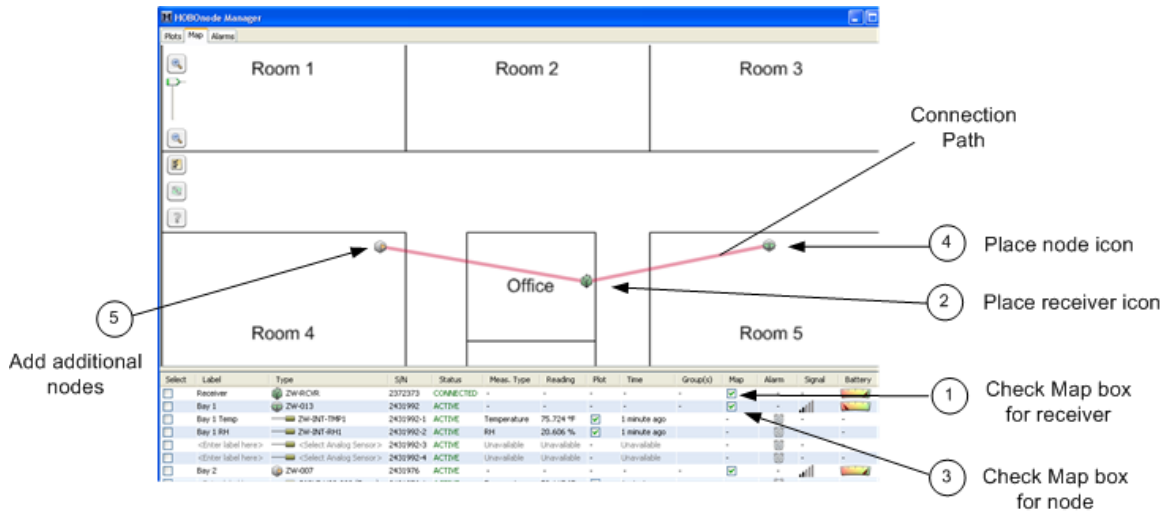 HOBOnode Manager
Plots Map Alarms
Room 1
Room 2
Room 3
Connection
Path
4 Place node icon
2 Place receiver icon
Office
5
Add additional
nodes
Room 4
Room 5
Select Label Type S/N Status Meas. Type Reading Plot Time Group(s) Map Alarm Signal Battery
Receiver ZW-RCVR 2372373 CONNECTED - - - - - - - -
Bay 1 ZW-013 2431992 ACTIVE - - - - - -
Bay 1 Temp ZW-INT-TMP1 2431992-1 ACTIVE Temperature 75.724 °F 1 minute ago - - -
Bay 1 RH ZW-INT-RH1 2431992-2 ACTIVE RH 20.606 % 1 minute ago - - -
<Enter label here> <Select Analog Sensor> 2431992-3 ACTIVE Unavailable Unavailable - Unavailable - - -
<Enter label here> <Select Analog Sensor> 2431992-4 ACTIVE Unavailable Unavailable - Unavailable - - -
Bay 2 ZW-007 2431976 ACTIVE - - - - - -
1 Check Map box
for receiver
3 Check Map box
for node